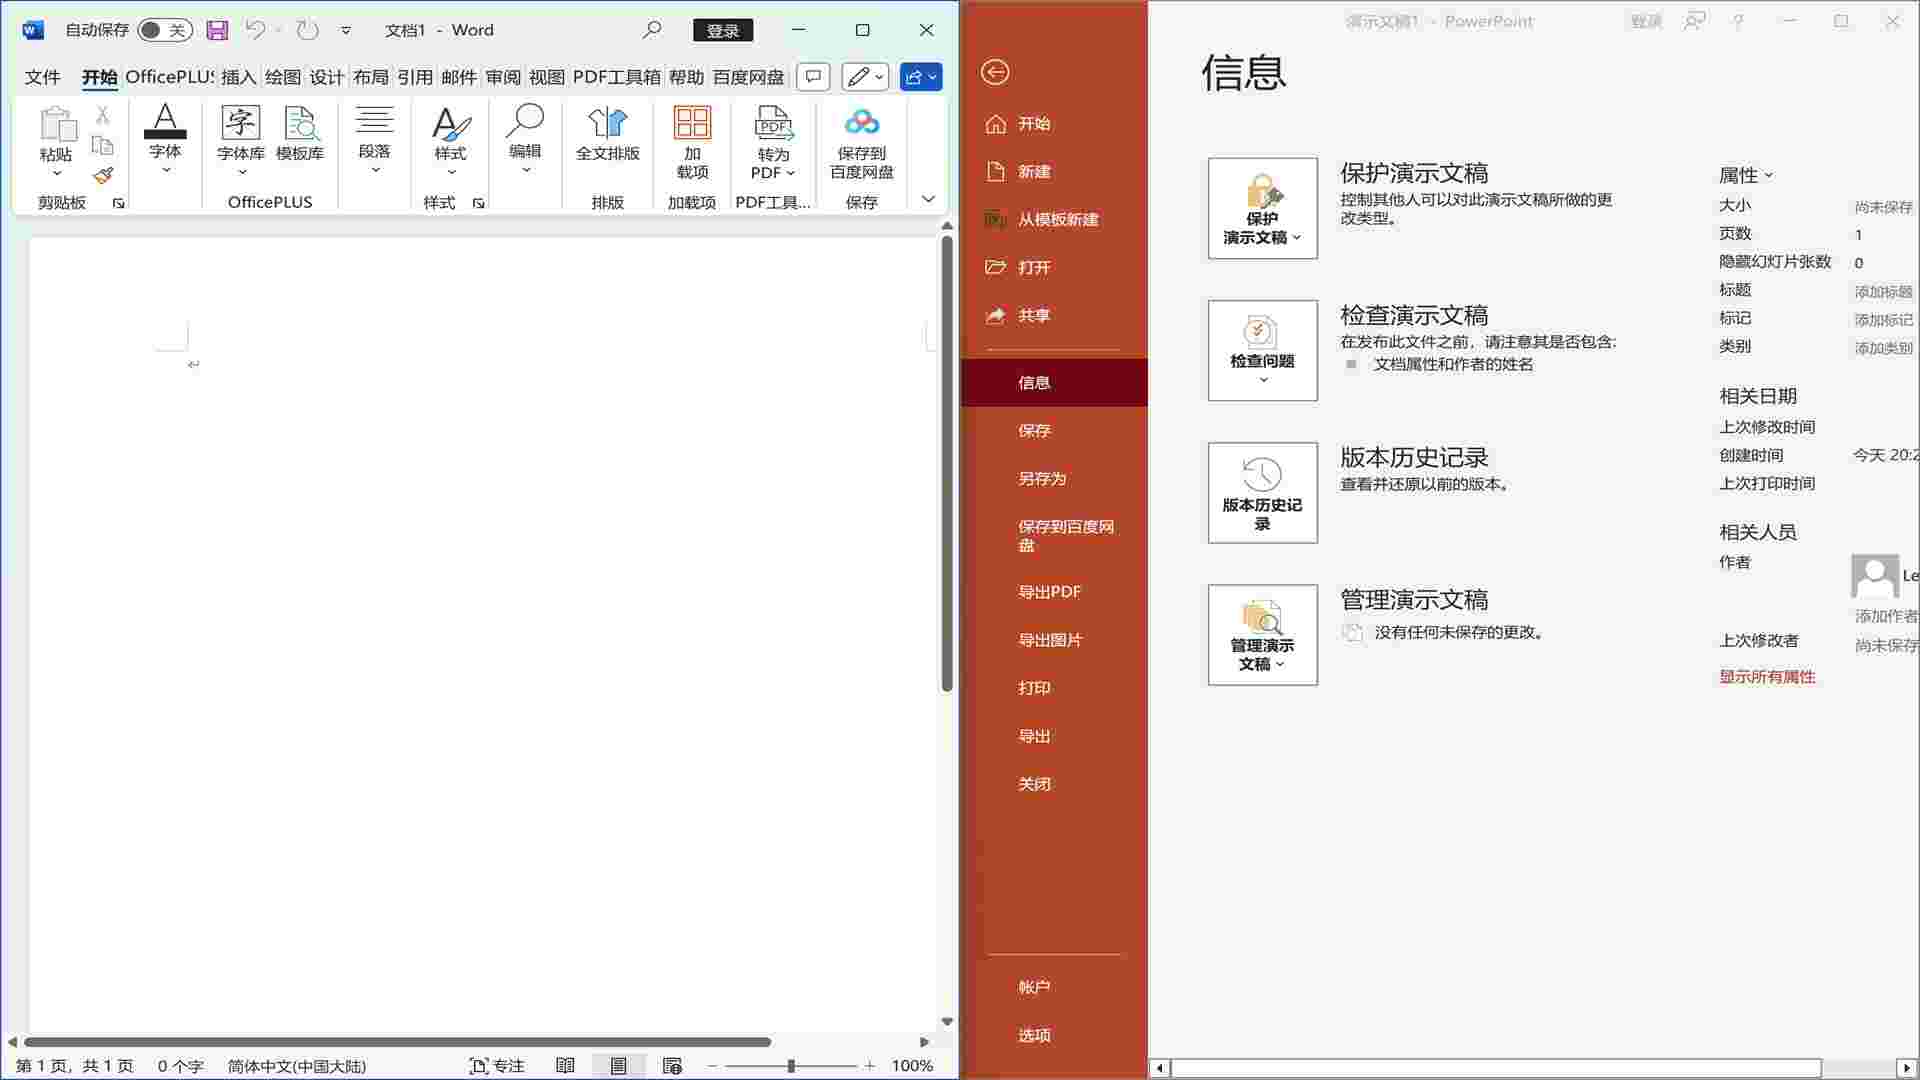 自动保存 关 文档1 - Word 登录
文件 开始 OfficePLUS 插入 绘图 设计 布局 引用 邮件 审阅 视图 PDF工具箱 帮助 百度网盘
粘贴
字体
字体库
模板库
段落
样式
编辑
全文排版
加
载项
转为
PDF
保存到
百度网盘
剪贴板
OfficePLUS
样式
排版
加载项
PDF工具...
保存
第 1 页，共 1 页 0 个字 简体中文(中国大陆) 专注 100%
演示文稿1 - PowerPoint 登录 ?
开始
新建
从模板新建
打开
共享
信息
保存
另存为
保存到百度网
盘
导出PDF
导出图片
打印
导出
关闭
帐户
选项
信息
保护
演示文稿
保护演示文稿
控制其他人可以对此演示文稿所做的更
改类型。
检查问题
检查演示文稿
在发布此文件之前，请注意其是否包含:
文档属性和作者的姓名
版本历史记
录
版本历史记录
查看并还原以前的版本。
管理演示
文稿
管理演示文稿
没有任何未保存的更改。
属性
大小 尚未保存
页数 1
隐藏幻灯片张数 0
标题 添加标题
标记 添加标记
类别 添加类别
相关日期
上次修改时间
创建时间 今天 20:2
上次打印时间
相关人员
作者
Le
添加作者
上次修改者 尚未保存
显示所有属性